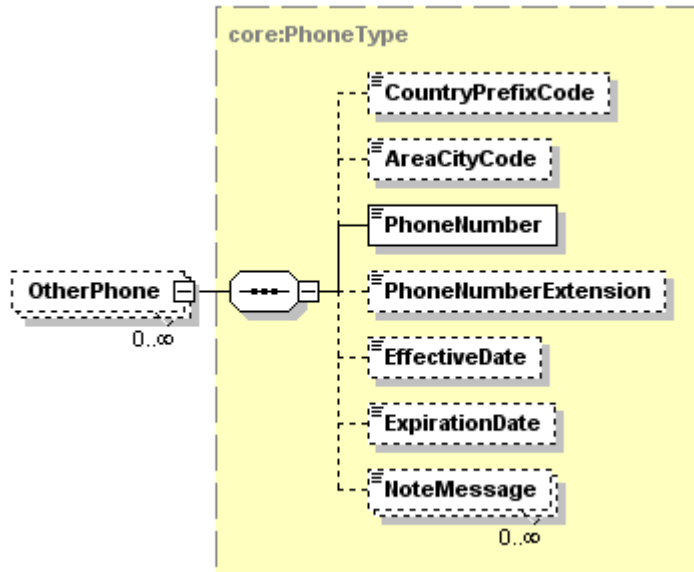 core:PhoneType
CountryPrefixCode
AreaCityCode
PhoneNumber
OtherPhone
0..∞
PhoneNumberExtension
EffectiveDate
ExpirationDate
NoteMessage
0..∞